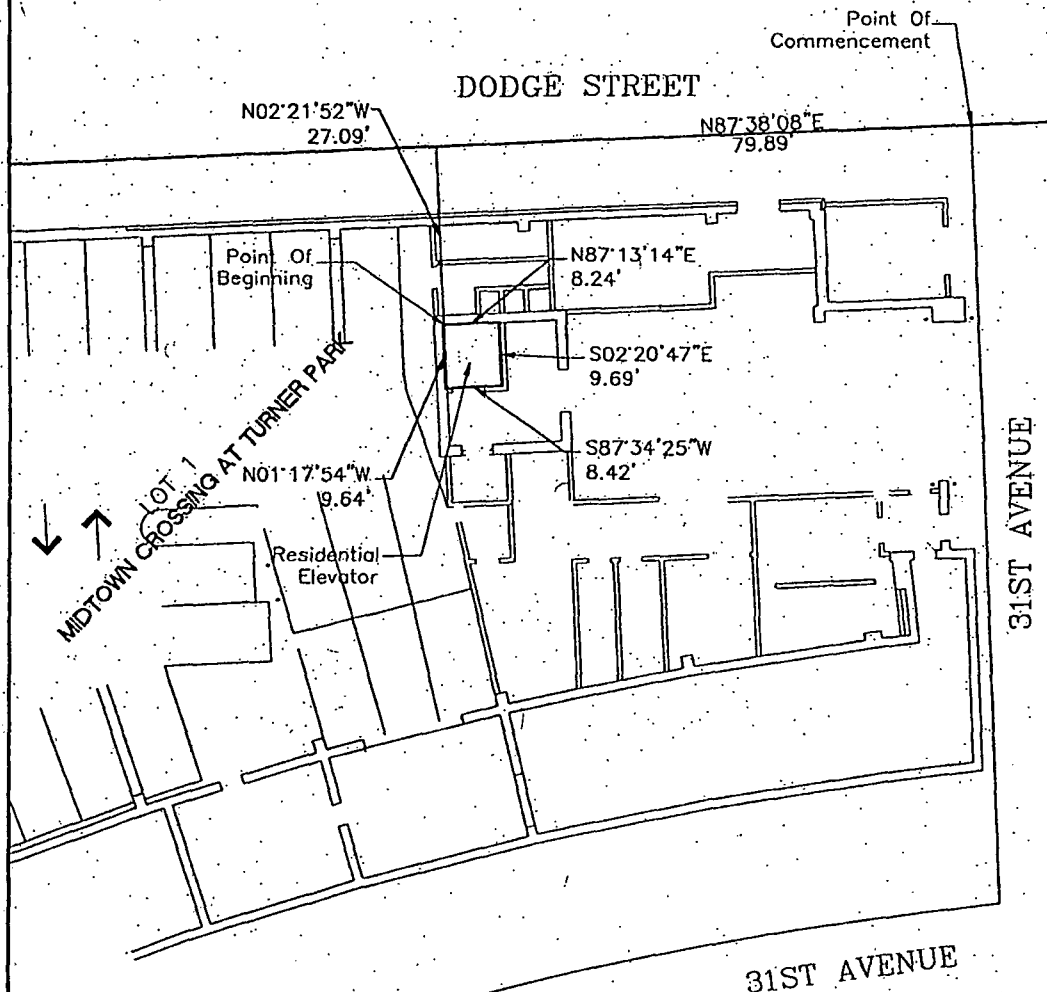 Point Of
Commencement
DODGE STREET
N02°21'52"W
27.09'
N87°38'08"E
79.89'
Point Of
Beginning
N87°13'14"E
8.24'
S02°20'47"E
9.69'
S87°34'25"W
8.42'
N01°17'54"W
9.64'
LOT 1
MIDTOWN CROSSING AT TURNER PARK
Residential
Elevator
31ST AVENUE
31ST AVENUE